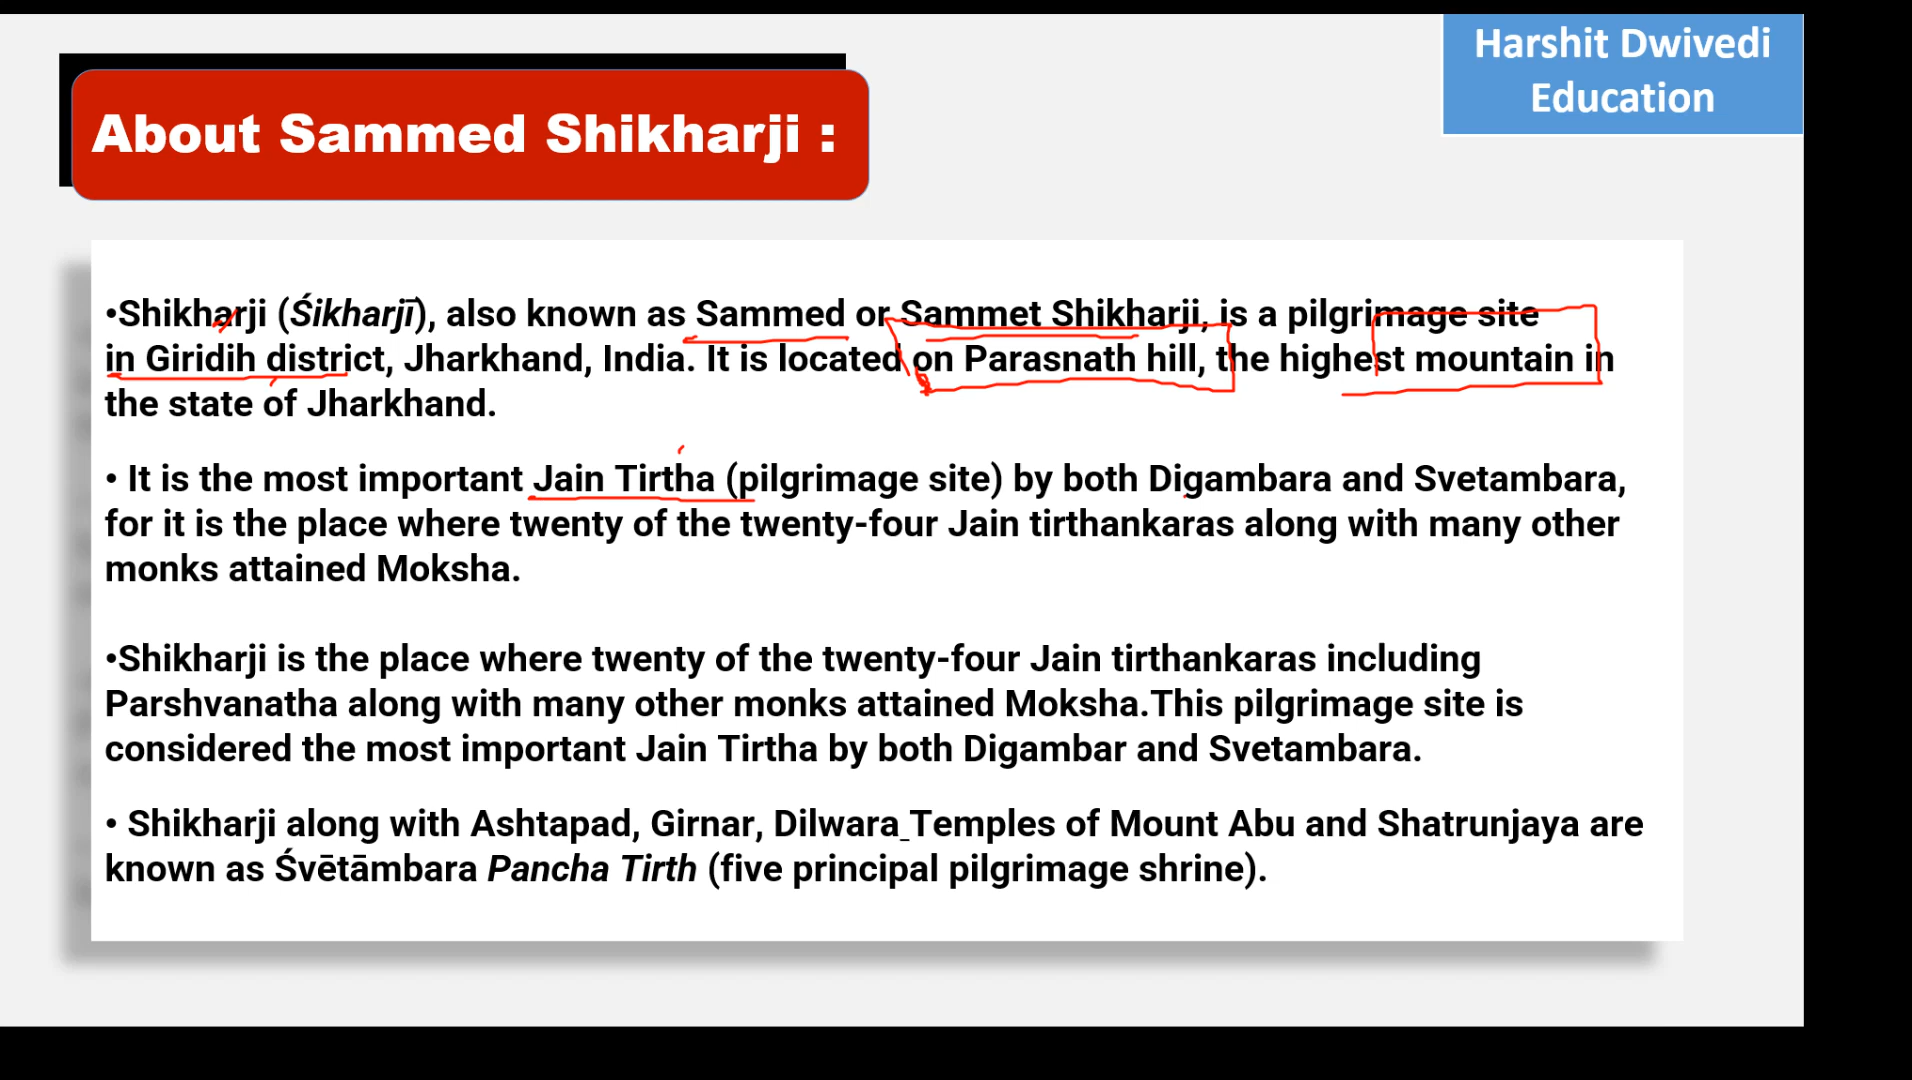 Harshit Dwivedi
Education
About Sammed Shikharji :
•Shikharji (Śikharjī), also known as Sammed or Sammet Shikharji, is a pilgrimage site
in Giridih district, Jharkhand, India. It is located on Parasnath hill, the highest mountain in
the state of Jharkhand.
• It is the most important Jain Tirtha (pilgrimage site) by both Digambara and Svetambara,
for it is the place where twenty of the twenty-four Jain tirthankaras along with many other
monks attained Moksha.
•Shikharji is the place where twenty of the twenty-four Jain tirthankaras including
Parshvanatha along with many other monks attained Moksha.This pilgrimage site is
considered the most important Jain Tirtha by both Digambar and Svetambara.
• Shikharji along with Ashtapad, Girnar, Dilwara Temples of Mount Abu and Shatrunjaya are
known as Śvētāmbara Pancha Tirth (five principal pilgrimage shrine).